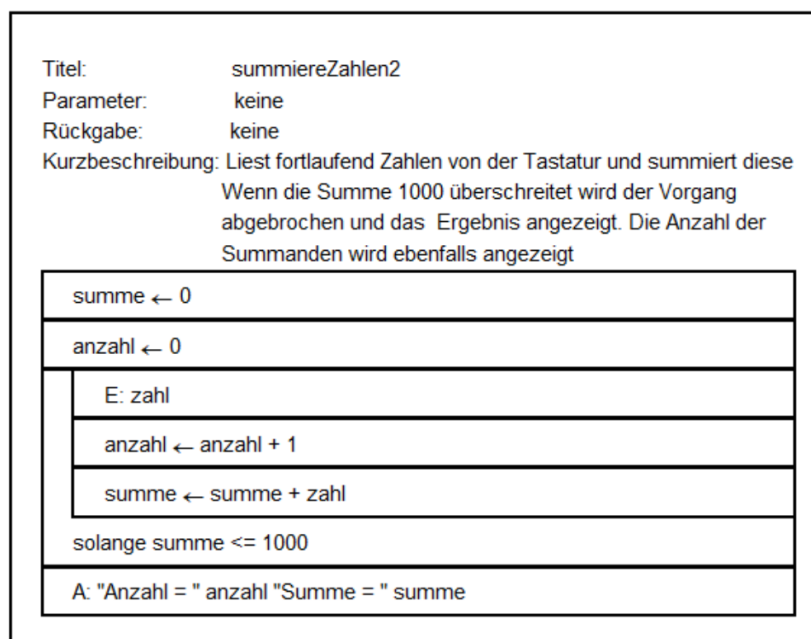 Titel: summiereZahlen2
Parameter: keine
Rückgabe: keine
Kurzbeschreibung: Liest fortlaufend Zahlen von der Tastatur und summiert diese
Wenn die Summe 1000 überschreitet wird der Vorgang
abgebrochen und das Ergebnis angezeigt. Die Anzahl der
Summanden wird ebenfalls angezeigt
summe ← 0
anzahl ← 0
E: zahl
anzahl ← anzahl + 1
summe ← summe + zahl
solange summe <= 1000
A: "Anzahl = " anzahl "Summe = " summe